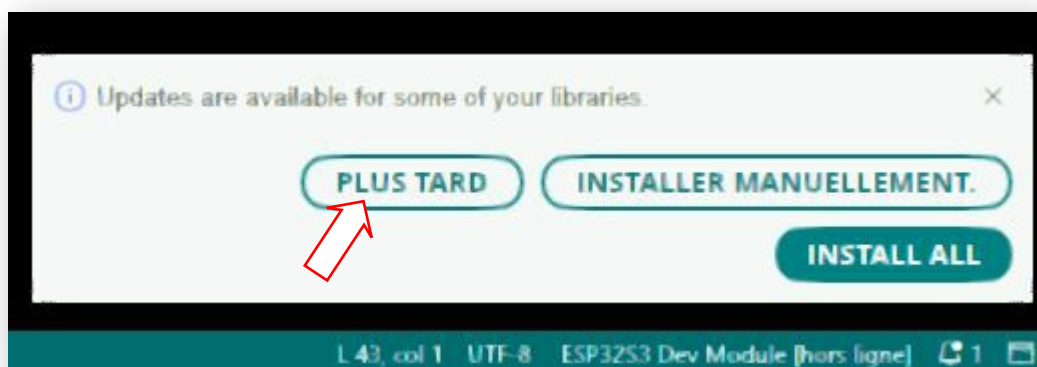 Updates are available for some of your libraries.
PLUS TARD
INSTALLER MANUELLEMENT.
INSTALL ALL
L 43, col 1 UTF-8 ESP32S3 Dev Module [hors ligne] 1